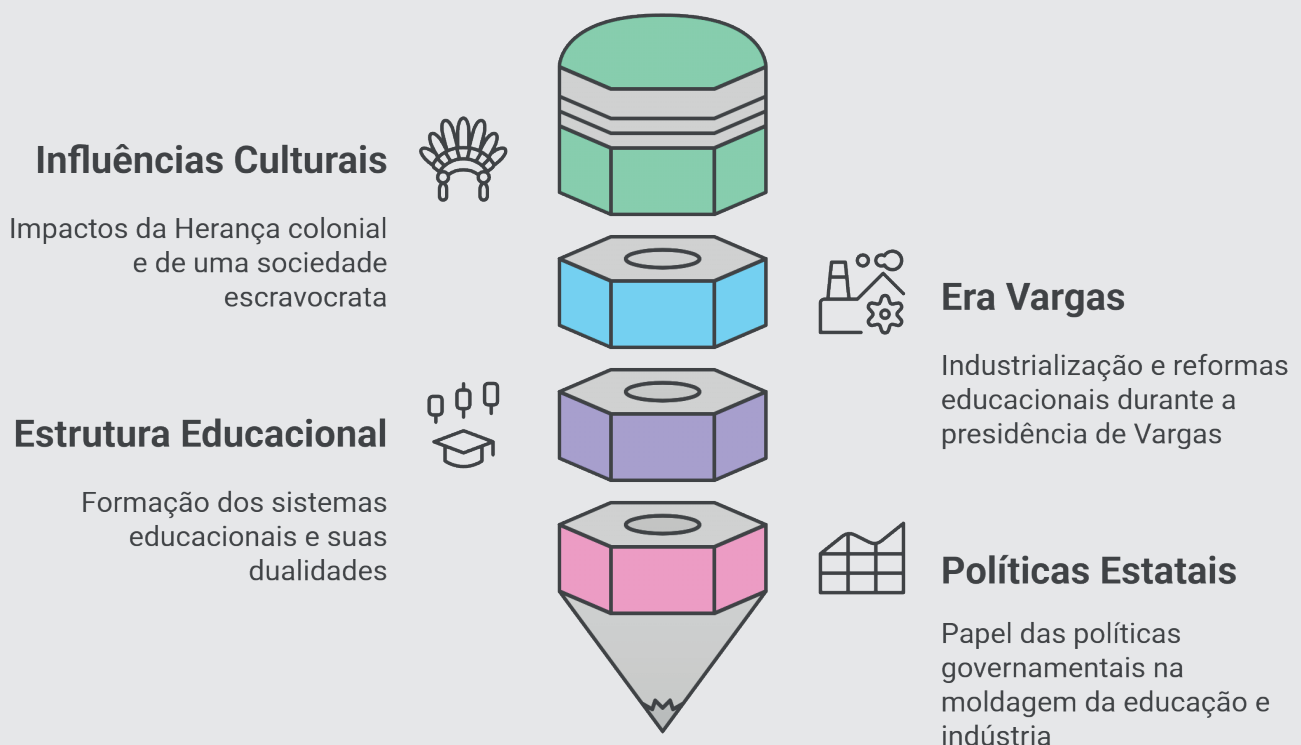 Influências Culturais
Impactos da Herança colonial
e de uma sociedade
escravocrata
Era Vargas
Industrialização e reformas
educacionais durante a
presidência de Vargas
Estrutura Educacional
Formação dos sistemas
educacionais e suas
dualidades
Políticas Estatais
Papel das políticas
governamentais na
moldagem da educação e
indústria